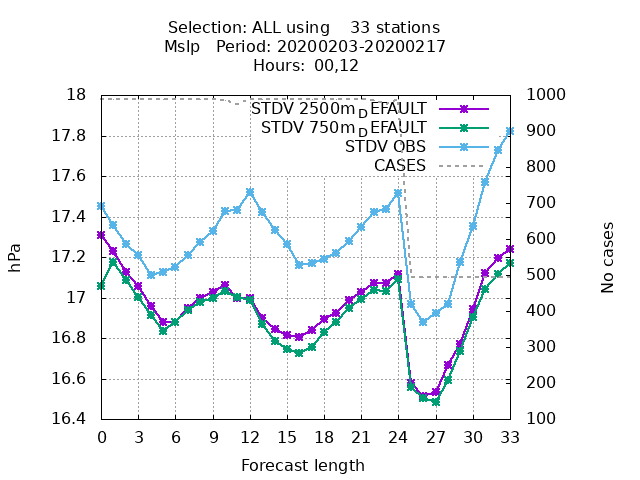 Selection: ALL using    33 stations
Mslp   Period: 20200203-20200217
Hours:  00,12
18
17.8
17.6
17.4
17.2
17
16.8
16.6
16.4
hPa
STDV 2500m_DEFAULT
STDV 750m_DEFAULT
STDV OBS
CASES
1000
900
800
700
600
500
400
300
200
100
No cases
0 3 6 9 12 15 18 21 24 27 30 33
Forecast length